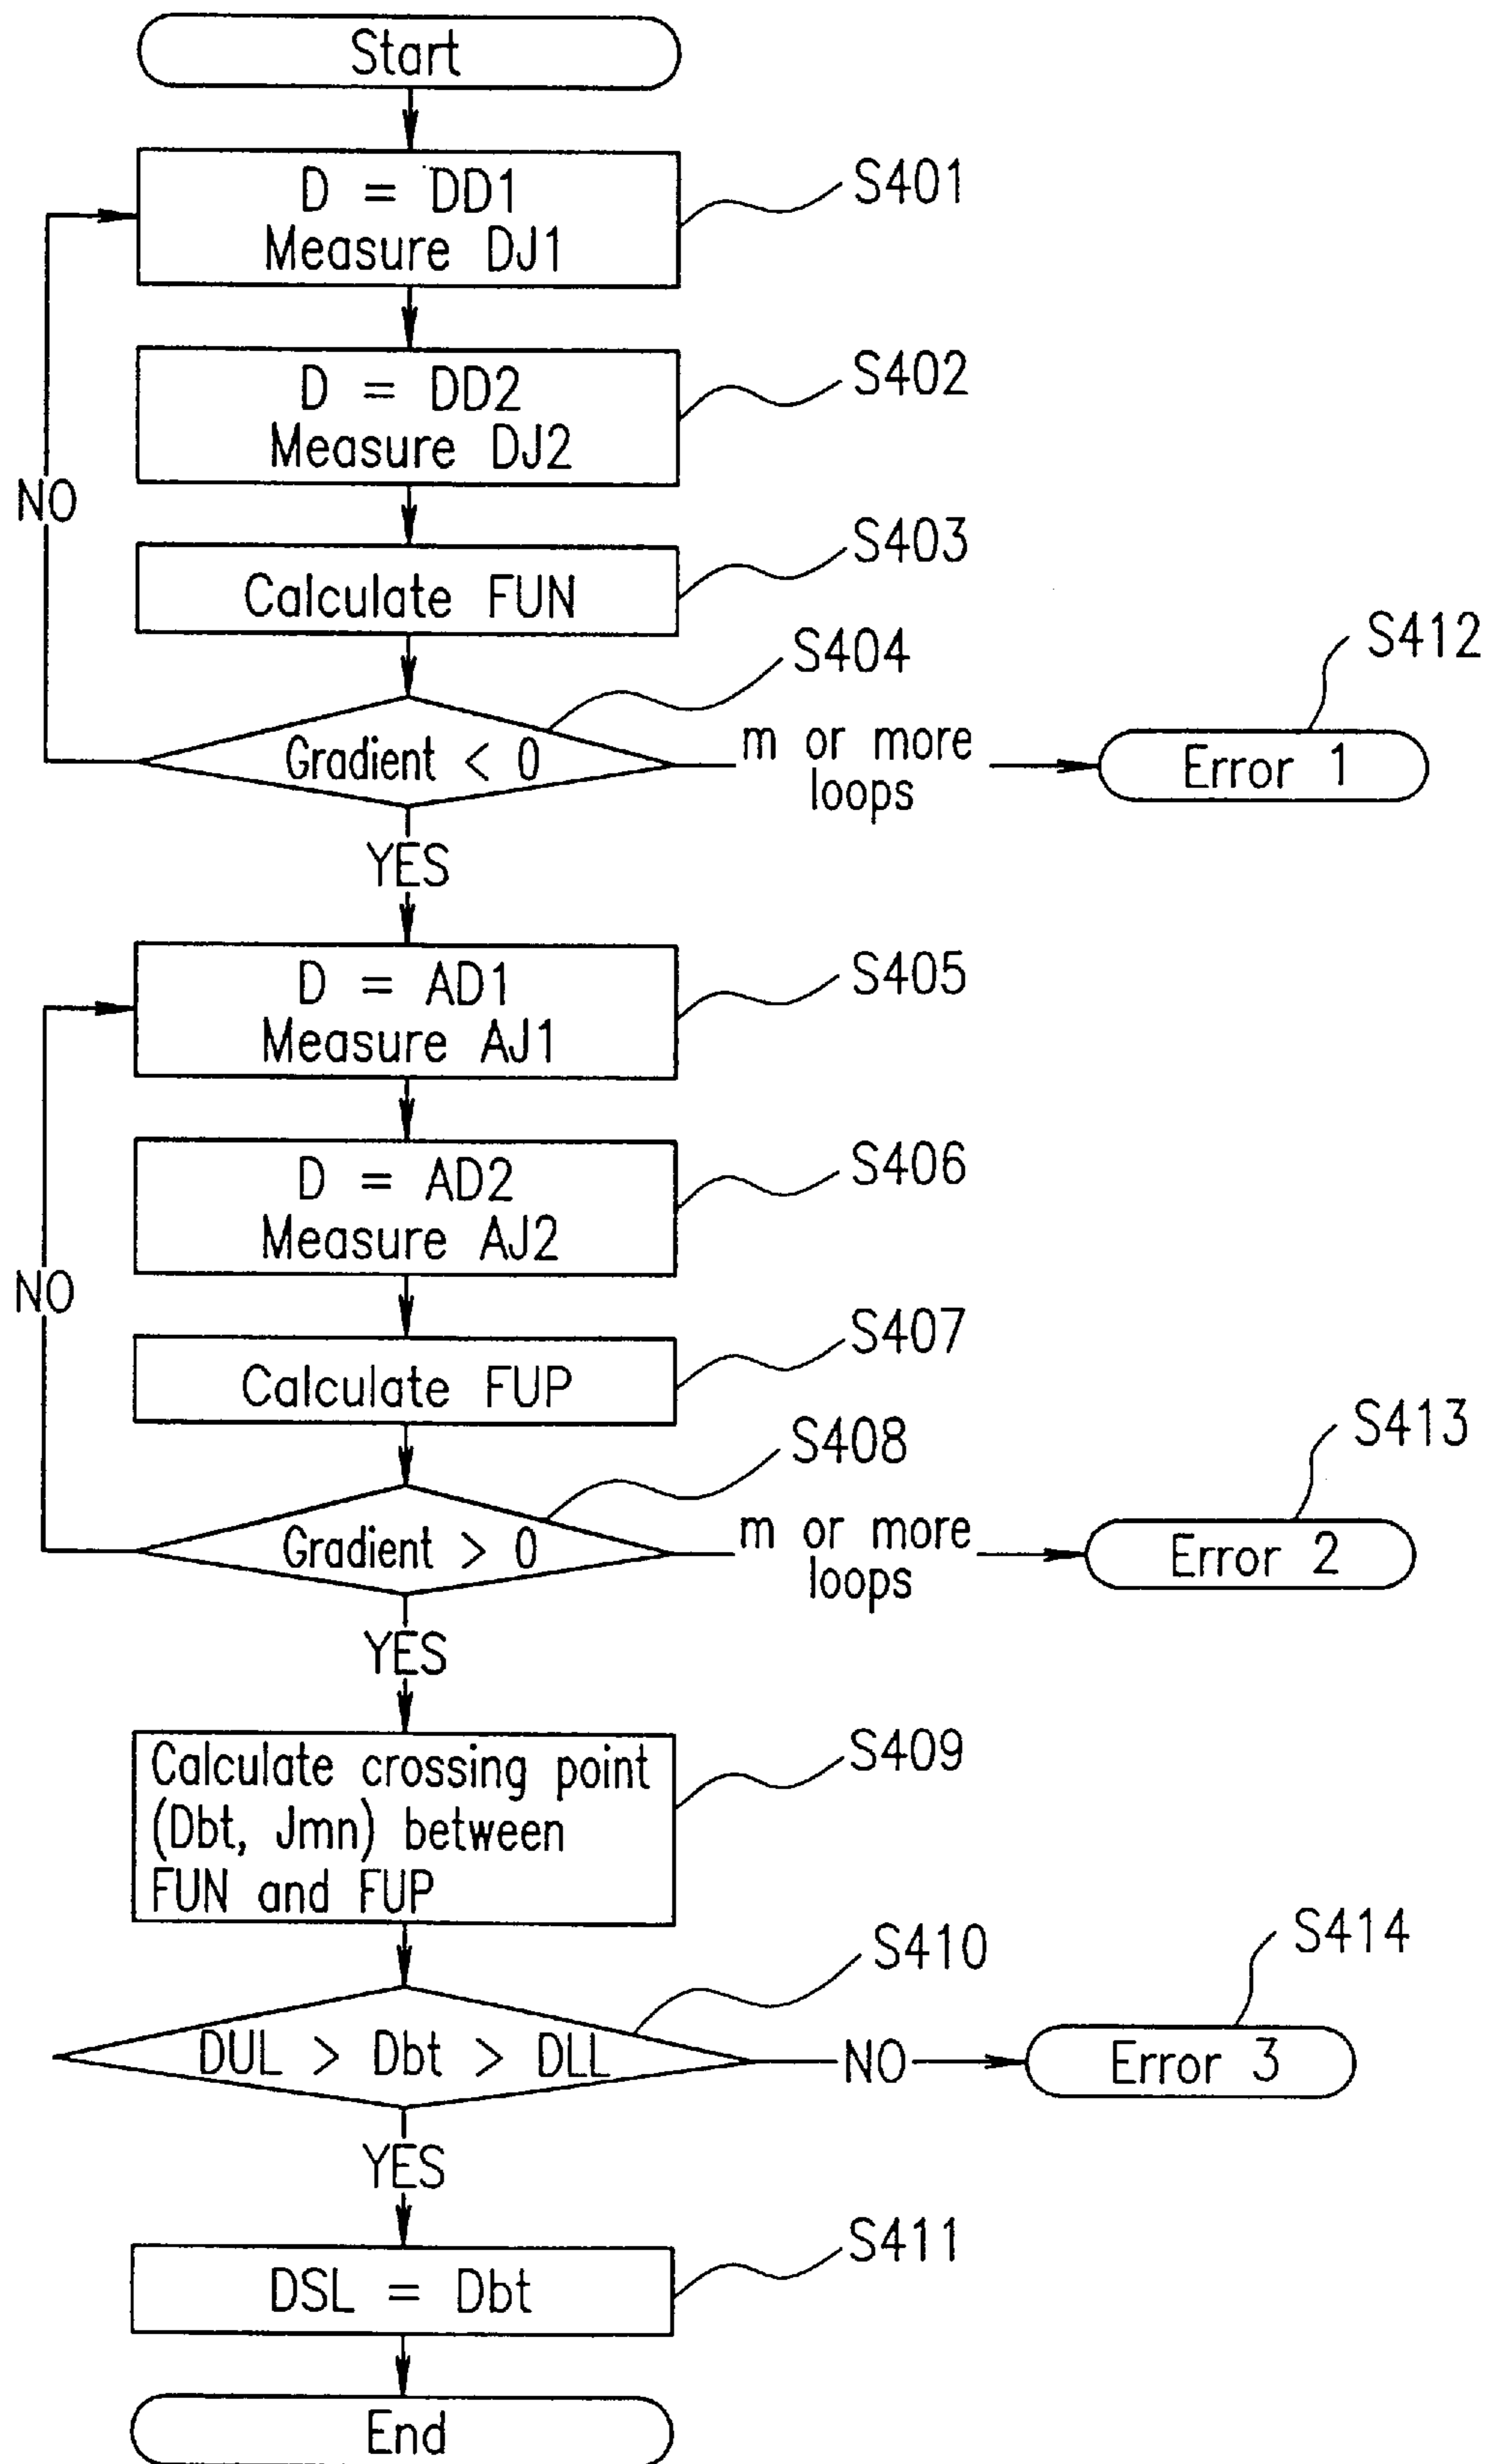 Start
D = DD1
Measure DJ1
S401
D = DD2
Measure DJ2
S402
NO
Calculate FUN
S403
S404
Gradient < 0
m or more
loops
Error 1
S412
YES
D = AD1
Measure AJ1
S405
D = AD2
Measure AJ2
S406
NO
Calculate FUP
S407
S408
Gradient > 0
m or more
loops
Error 2
S413
YES
Calculate crossing point
(Dbt, Jmn) between
FUN and FUP
S409
S410
DUL > Dbt > DLL
NO
Error 3
S414
YES
DSL = Dbt
S411
End